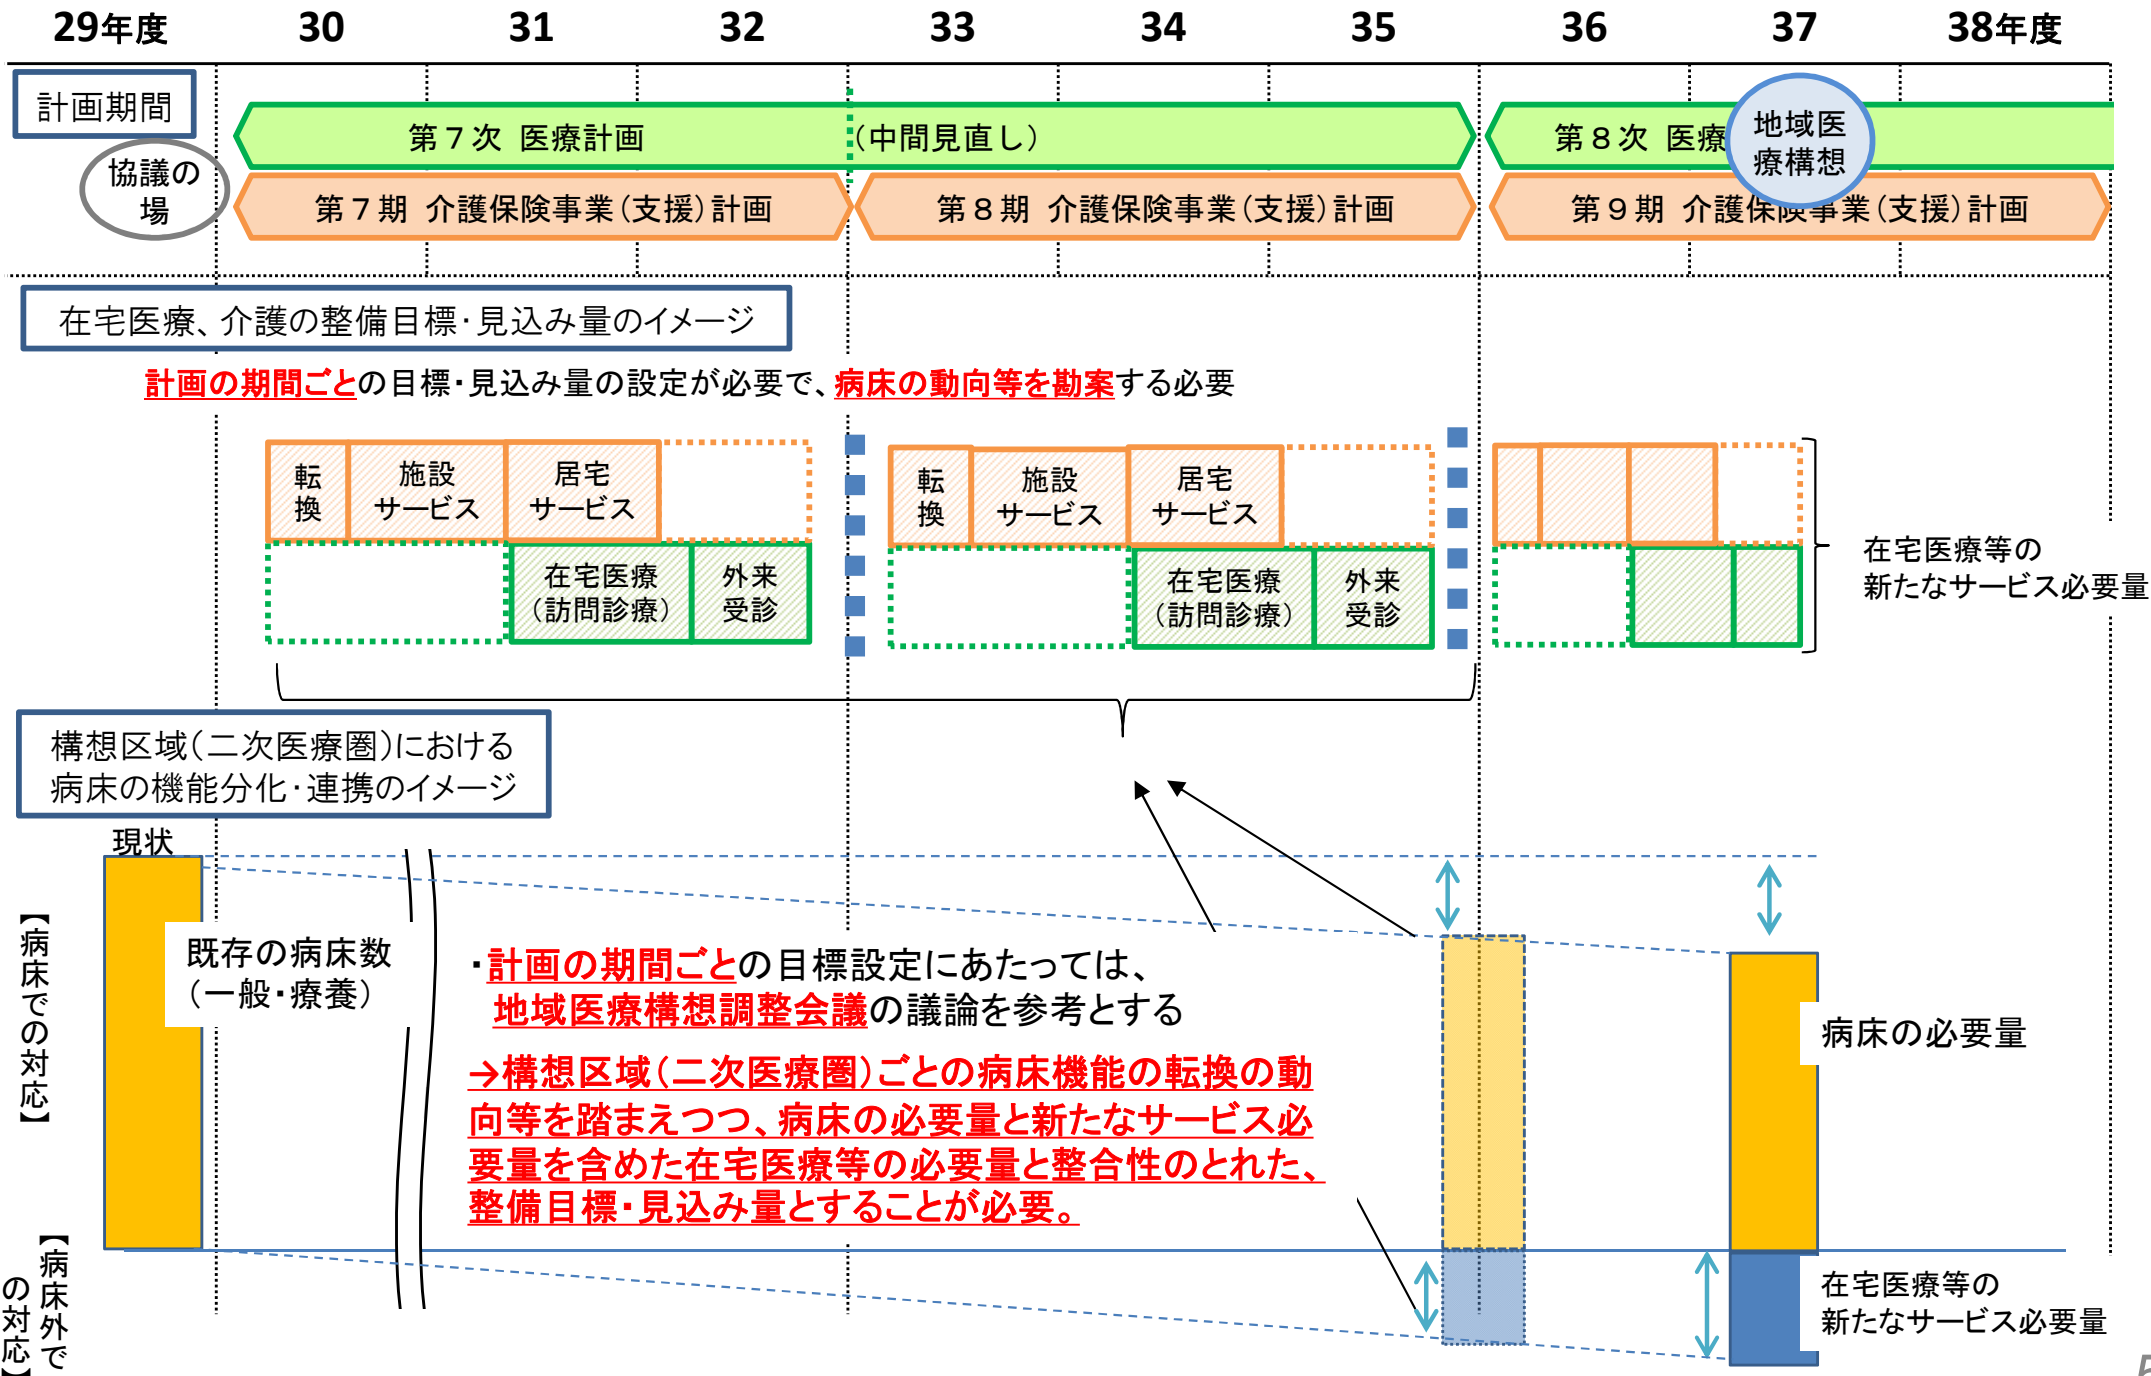 29年度 30 31 32 33 34 35 36 37 38年度
計画期間
第７次 医療計画 （中間見直し）
第８次 医療
地域医
療構想
協議の
場
第７期 介護保険事業（支援）計画
第８期 介護保険事業（支援）計画
第９期 介護保険事業（支援）計画
在宅医療、介護の整備目標・見込み量のイメージ
計画の期間ごとの目標・見込み量の設定が必要で、病床の動向等を勘案する必要
転
換
施設
サービス
居宅
サービス
在宅医療
（訪問診療）
外来
受診
転
換
施設
サービス
居宅
サービス
在宅医療
（訪問診療）
外来
受診
在宅医療等の
新たなサービス必要量
構想区域（二次医療圏）における
病床の機能分化・連携のイメージ
現状
【病床での対応】
既存の病床数
（一般・療養）
・計画の期間ごとの目標設定にあたっては、
地域医療構想調整会議の議論を参考とする
→構想区域（二次医療圏）ごとの病床機能の転換の動
向等を踏まえつつ、病床の必要量と新たなサービス必
要量を含めた在宅医療等の必要量と整合性のとれた、
整備目標・見込み量とすることが必要。
病床の必要量
【病床外で
の対応】
在宅医療等の
新たなサービス必要量